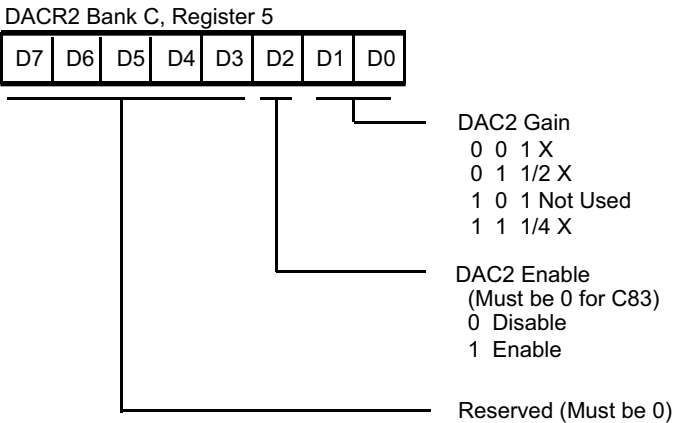 DACR2 Bank C, Register 5
D7 D6 D5 D4 D3 D2 D1 D0
DAC2 Gain
0 0 1 X
0 1 1/2 X
1 0 1 Not Used
1 1 1/4 X
DAC2 Enable
(Must be 0 for C83)
0 Disable
1 Enable
Reserved (Must be 0)